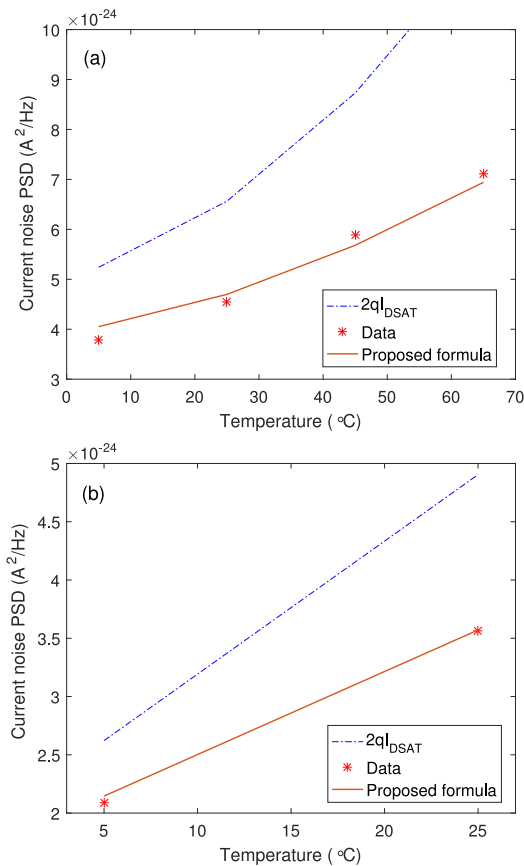 ×10^-24
(a)
10
9
8
7
6
5
4
3
Current noise PSD (A^2/Hz)
2qI_DSAT
Data
Proposed formula
0 10 20 30 40 50 60 70
Temperature ( °C)
×10^-24
(b)
5
4.5
4
3.5
3
2.5
2
Current noise PSD (A^2/Hz)
2qI_DSAT
Data
Proposed formula
5 10 15 20 25
Temperature ( °C)